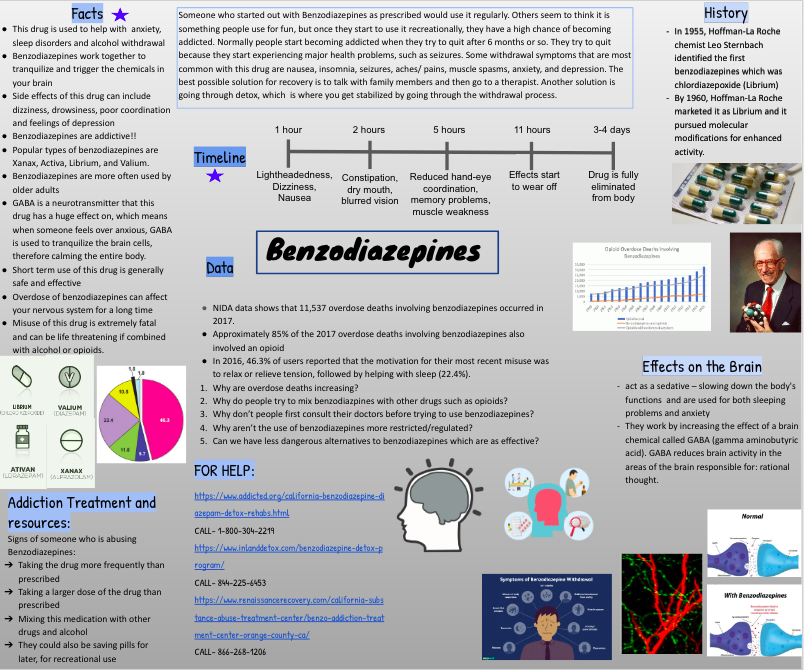 Facts
This drug is used to help with anxiety,
sleep disorders and alcohol withdrawal
Benzodiazepines work together to
tranquilize and trigger the chemicals in
your brain
Side effects of this drug can include
dizziness, drowsiness, poor coordination
and feelings of depression
Benzodiazepines are addictive!!
Popular types of benzodiazepines are
Xanax, Activa, Librium, and Valium.
Benzodiazepines are more often used by
older adults
GABA is a neurotransmitter that this
drug has a huge effect on, which means
when someone feels over anxious, GABA
is used to tranquilize the brain cells,
therefore calming the entire body.
Short term use of this drug is generally
safe and effective
Overdose of benzodiazepines can affect
your nervous system for a long time
Misuse of this drug is extremely fatal
and can be life threatening if combined
with alcohol or opioids.
LIBRIUM
VALIUM
(DIAZEPAM)
ATIVAN
(LORAZEPAM)
XANAX
(ALPRAZOLAM)
1.0
1.8
10.5
22.4
11.8
5.7
46.3
Addiction Treatment and
resources:
Signs of someone who is abusing
Benzodiazepines:
➔ Taking the drug more frequently than
prescribed
➔ Taking a larger dose of the drug than
prescribed
➔ Mixing this medication with other
drugs and alcohol
➔ They could also be saving pills for
later, for recreational use
Someone who started out with Benzodiazepines as prescribed would use it regularly. Others seem to think it is
something people use for fun, but once they start to use it recreationally, they have a high chance of becoming
addicted. Normally people start becoming addicted when they try to quit after 6 months or so. They try to quit
because they start experiencing major health problems, such as seizures. Some withdrawal symptoms that are most
common with this drug are nausea, insomnia, seizures, aches/ pains, muscle spasms, anxiety, and depression. The
best possible solution for recovery is to talk with family members and then go to a therapist. Another solution is
going through detox, which is where you get stabilized by going through the withdrawal process.
Timeline
1 hour
2 hours
5 hours
11 hours
3-4 days
Lightheadedness,
Dizziness,
Nausea
Constipation,
dry mouth,
blurred vision
Reduced hand-eye
coordination,
memory problems,
muscle weakness
Effects start
to wear off
Drug is fully
eliminated
from body
Benzodiazepines
Data
NIDA data shows that 11,537 overdose deaths involving benzodiazepines occurred in
2017.
Approximately 85% of the 2017 overdose deaths involving benzodiazepines also
involved an opioid
In 2016, 46.3% of users reported that the motivation for their most recent misuse was
to relax or relieve tension, followed by helping with sleep (22.4%).
1. Why are overdose deaths increasing?
2. Why do people try to mix benzodiazpines with other drugs such as opioids?
3. Why don't people first consult their doctors before trying to use benzodiazepines?
4. Why aren't the use of benzodiazepines more restricted/regulated?
5. Can we have less dangerous alternatives to benzodiazepines which are as effective?
FOR HELP:
https://www.addicted.org/california-benzodiazepine-di
azepam-detox-rehabs.html
CALL- 1-800-304-2219
https://www.inlanddetox.com/benzodiazepine-detox-p
rogram/
CALL- 844-225-6453
https://www.renaissancerecovery.com/california-subs
tance-abuse-treatment-center/benzo-addiction-treat
ment-center-orange-county-ca/
CALL- 866-268-1206
Symptoms of Benzodiazepine Withdrawal
History
- In 1955, Hoffman-La Roche
chemist Leo Sternbach
identified the first
benzodiazepines which was
chlordiazepoxide (Librium)
- By 1960, Hoffman-La Roche
marketed it as Librium and it
pursued molecular
modifications for enhanced
activity.
Opioid Overdose Deaths Involving
Benzodiazepines
Effects on the Brain
- act as a sedative – slowing down the body's
functions and are used for both sleeping
problems and anxiety
- They work by increasing the effect of a brain
chemical called GABA (gamma aminobutyric
acid). GABA reduces brain activity in the
areas of the brain responsible for: rational
thought.
Normal
With Benzodiazepines